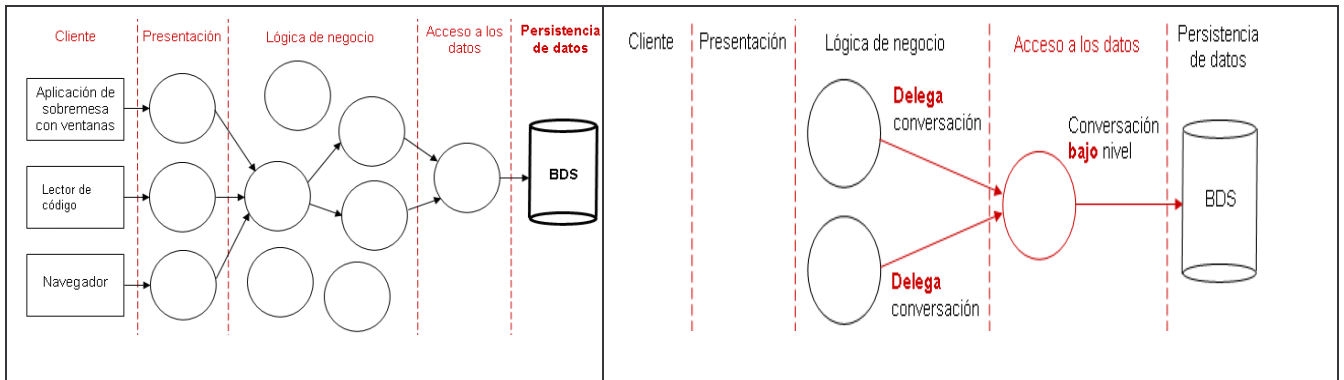 Cliente
Presentación
Lógica de negocio
Acceso a los
datos
Persistencia
de datos
Aplicación de
sobremesa
con ventanas
Lector de
código
Navegador
BDS
Cliente
Presentación
Lógica de negocio
Acceso a los datos
Persistencia
de datos
Delega
conversación
Conversación
bajo nivel
BDS
Delega
conversación